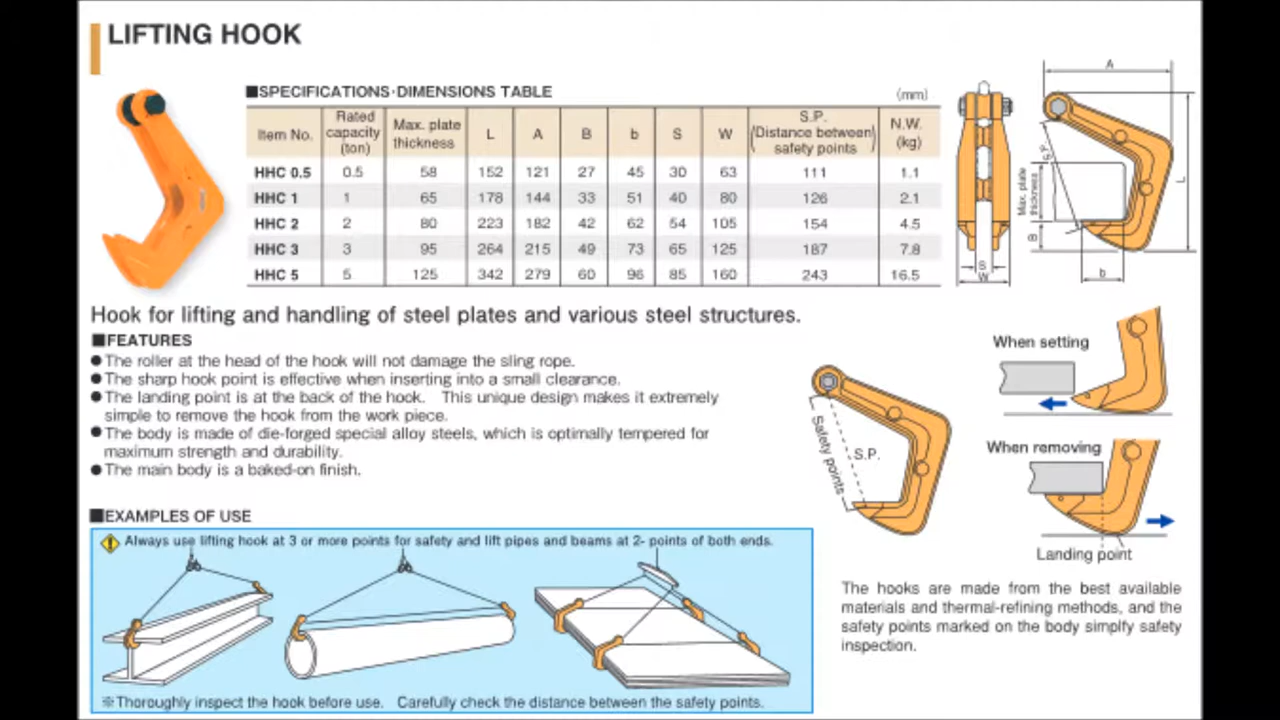 LIFTING HOOK
■SPECIFICATIONS·DIMENSIONS TABLE
(mm)
Item No. Rated capacity (ton) Max. plate thickness L A B b S W S.P. (Distance between safety points) N.W. (kg)
HHC 0.5 0.5 58 152 121 27 45 30 63 111 1.1
HHC 1 1 65 178 144 33 51 40 80 126 2.1
HHC 2 2 80 223 182 42 62 54 105 154 4.5
HHC 3 3 95 264 215 49 73 65 125 187 7.8
HHC 5 5 125 342 279 60 96 85 160 243 16.5
A
S.P.
L
Max. plate
thickness
B
b
S
W
Hook for lifting and handling of steel plates and various steel structures.
■FEATURES
●The roller at the head of the hook will not damage the sling rope.
●The sharp hook point is effective when inserting into a small clearance.
●The landing point is at the back of the hook. This unique design makes it extremely
simple to remove the hook from the work piece.
●The body is made of die-forged special alloy steels, which is optimally tempered for
maximum strength and durability.
●The main body is a baked-on finish.
Safety points
S.P.
When setting
When removing
Landing point
■EXAMPLES OF USE
Always use lifting hook at 3 or more points for safety and lift pipes and beams at 2- points of both ends.
※Thoroughly inspect the hook before use. Carefully check the distance between the safety points.
The hooks are made from the best available
materials and thermal-refining methods, and the
safety points marked on the body simplfy safety
inspection.